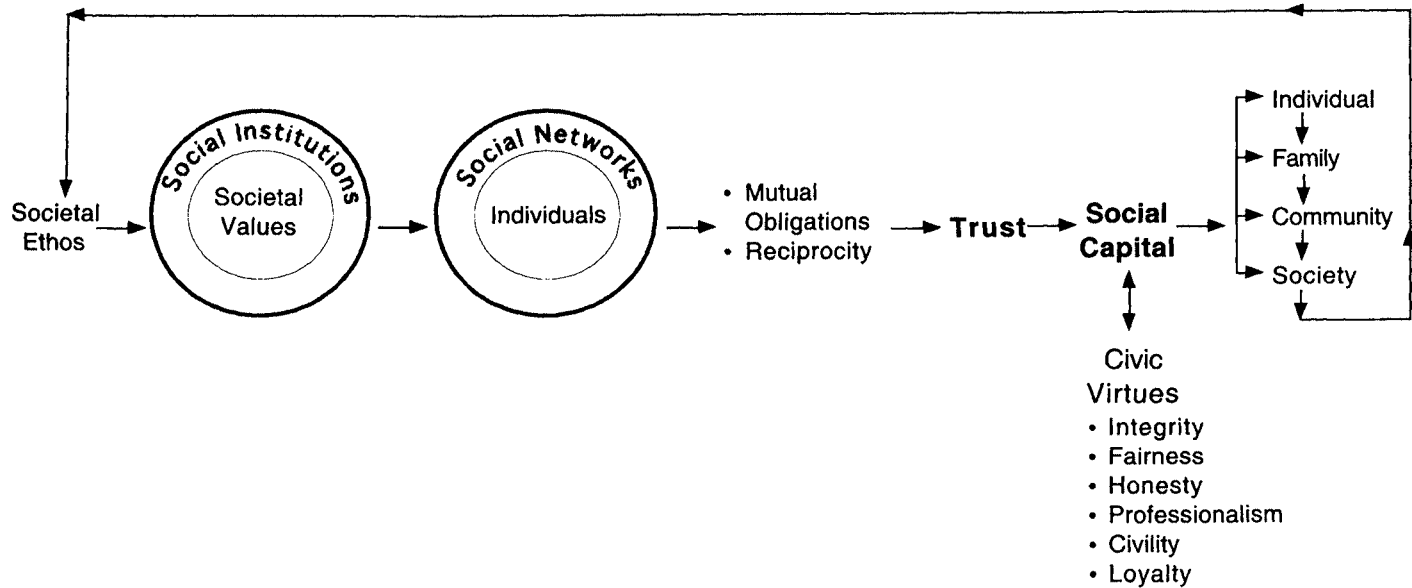 Societal
Ethos
Social Institutions
Societal
Values
Social Networks
Individuals
• Mutual
Obligations
• Reciprocity
Trust
Social
Capital
Individual
Family
Community
Society
Civic
Virtues
• Integrity
• Fairness
• Honesty
• Professionalism
• Civility
• Loyalty